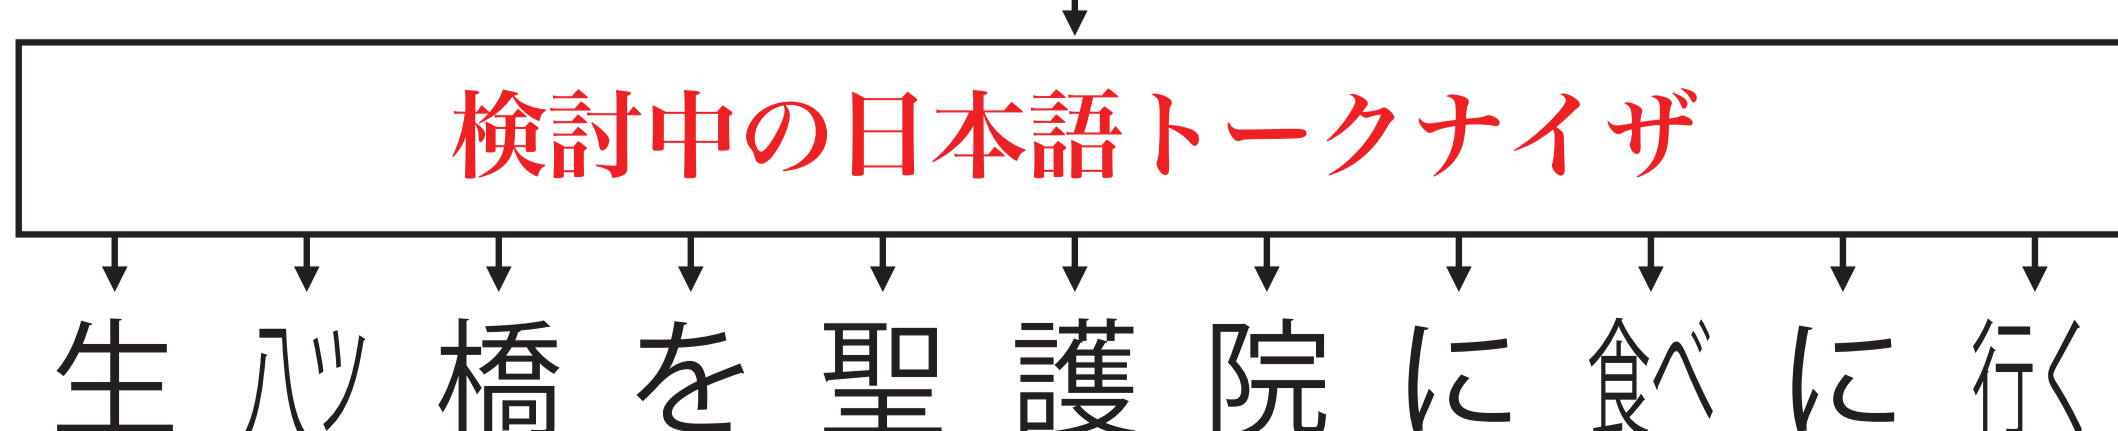 検討中の日本語トークナイザ
生 八ツ 橋 を 聖 護 院 に 食べ に 行く